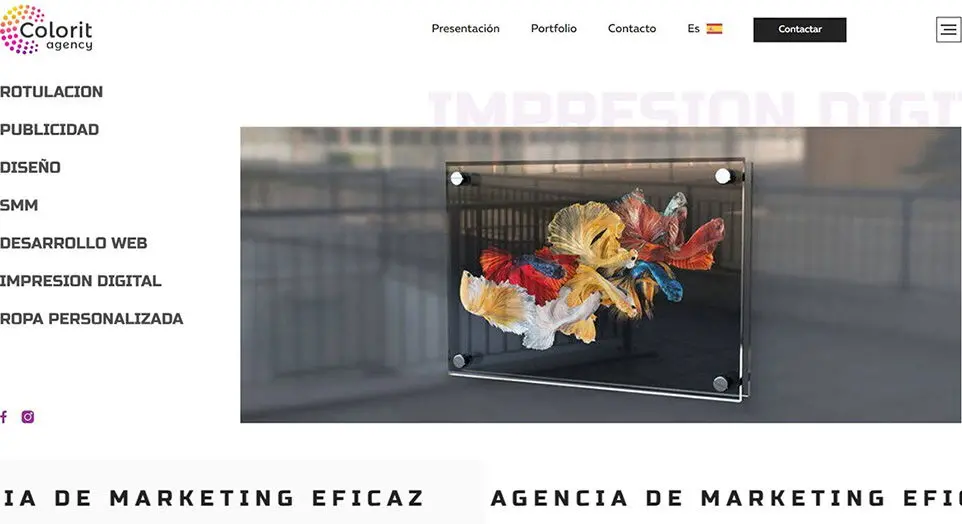 Colorit
agency
Presentación
Portfolio
Contacto
Es
Contactar
ROTULACION
PUBLICIDAD
DISEÑO
SMM
DESARROLLO WEB
IMPRESION DIGITAL
ROPA PERSONALIZADA
IMPRESION DIGIT
IA DE MARKETING EFICAZ
AGENCIA DE MARKETING EFIC